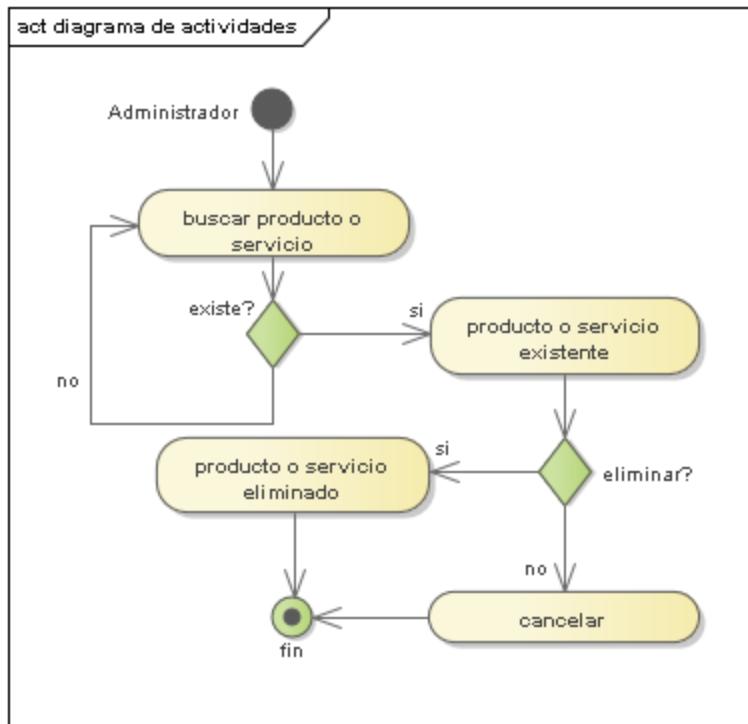 act diagrama de actividades
Administrador
buscar producto o
servicio
existe?
si
producto o servicio
existente
no
si
producto o servicio
eliminado
eliminar?
no
cancelar
fin